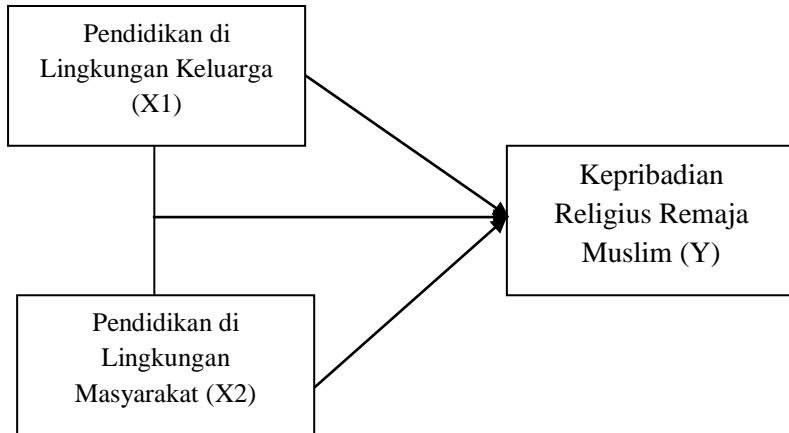 Pendidikan di
Lingkungan Keluarga
(X1)
Kepribadian
Religius Remaja
Muslim (Y)
Pendidikan di
Lingkungan
Masyarakat (X2)